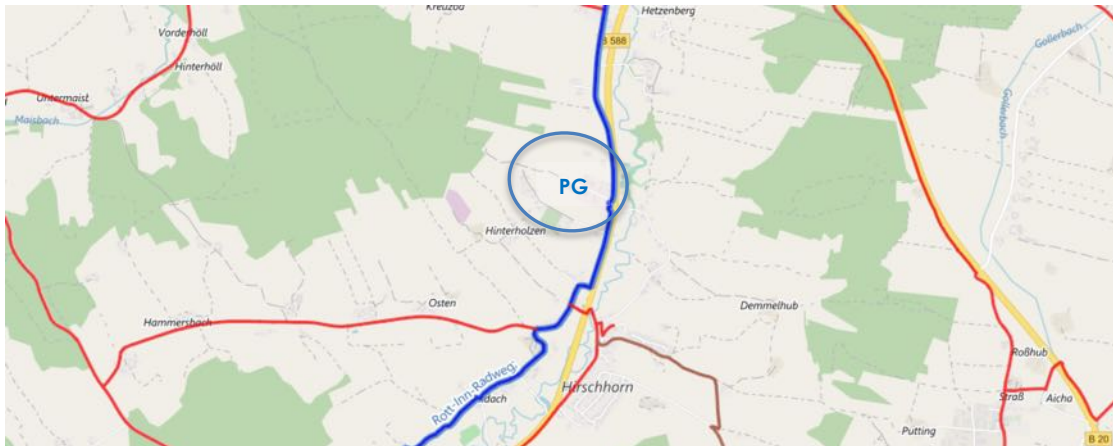 Kreuzöd
Hetzenberg
Vorderhöll
B 588
Gollerbach
Hinterhöll
Untermaist
Maisbach
Gollerbach
PG
Hinterholzen
Osten
Demmelhub
Hammersbach
Roßhub
Rott-Inn-Radweg.
Hirschhorn
Straß
Aicha
Putting
B 20